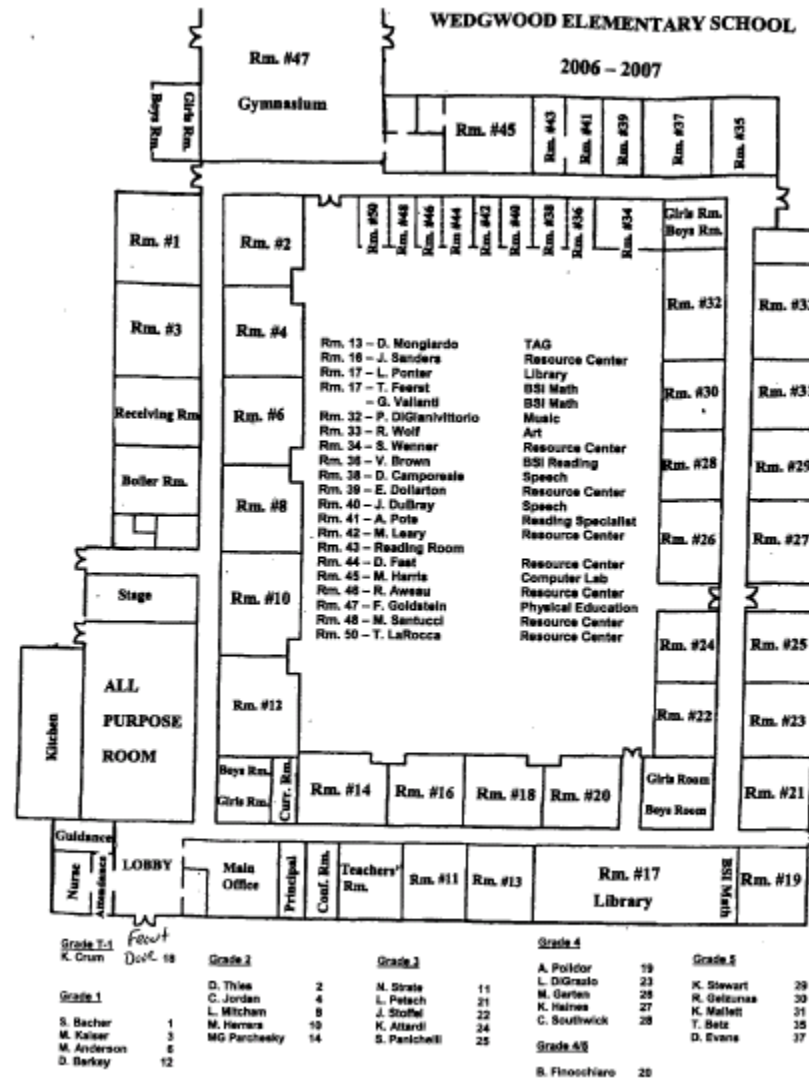 WEDGWOOD ELEMENTARY SCHOOL
2006 – 2007
Rm. #47
Gymnasium
Boys Rm.
Girls Rm.
Rm. #45
Rm. #43
Rm. #41
Rm. #39
Rm. #37
Rm. #35
Rm. #1
Rm. #2
Rm. #50
Rm. #48
Rm. #46
Rm. #44
Rm. #42
Rm. #40
Rm. #38
Rm. #36
Rm. #34
Girls Rm.
Boys Rm.
Rm. #3
Rm. #4
Rm. #32
Rm. #33
Receiving Rm
Rm. #6
Rm. #30
Rm. #31
Boiler Rm.
Rm. #8
Rm. #28
Rm. #29
Rm. #26
Rm. #27
Rm. 13 – D. Mongiardo TAG
Rm. 16 – J. Sanders Resource Center
Rm. 17 – L. Ponter Library
Rm. 17 – T. Feerst BSI Math
– G. Vallanti BSI Math
Rm. 32 – P. DiGianivittorio Music
Rm. 33 – R. Wolf Art
Rm. 34 – S. Wenner Resource Center
Rm. 36 – V. Brown BSI Reading
Rm. 38 – D. Camporeale Speech
Rm. 39 – E. Dollarton Resource Center
Rm. 40 – J. DuBray Speech
Rm. 41 – A. Pote Reading Specialist
Rm. 42 – M. Leary Resource Center
Rm. 43 – Reading Room
Rm. 44 – D. Fast Resource Center
Rm. 45 – M. Harris Computer Lab
Rm. 46 – R. Aweau Resource Center
Rm. 47 – F. Goldstein Physical Education
Rm. 48 – M. Santucci Resource Center
Rm. 50 – T. LaRocca Resource Center
Stage
Rm. #10
Rm. #24
Rm. #25
Kitchen
ALL
PURPOSE
ROOM
Rm. #12
Rm. #22
Rm. #23
Boys Rm.
Girls Rm.
Curr. Rm.
Rm. #14
Rm. #16
Rm. #18
Rm. #20
Girls Room
Boys Room
Rm. #21
Guidance
Nurse
Attendance
LOBBY
Main
Office
Principal
Conf. Rm.
Teachers'
Rm.
Rm. #11
Rm. #13
Rm. #17
Library
BSI Math
Rm. #19
Front
Door
Grade T-1
K. Crum 18
Grade 1
S. Bacher 1
M. Kaiser 3
M. Anderson 6
D. Berkey 12
Grade 2
D. Thies 2
C. Jordan 4
L. Mitcham 8
M. Herrera 10
MG Parchesky 14
Grade 3
N. Strate 11
L. Petsch 21
J. Stoffel 22
K. Attardi 24
S. Panichelli 25
Grade 4
A. Polidor 19
L. DiGrazio 23
M. Garten 26
K. Haines 27
C. Southwick 28
Grade 4/5
B. Finocchiaro 20
Grade 5
K. Stewart 29
R. Gelzunas 30
K. Mallett 31
T. Betz 35
D. Evans 37